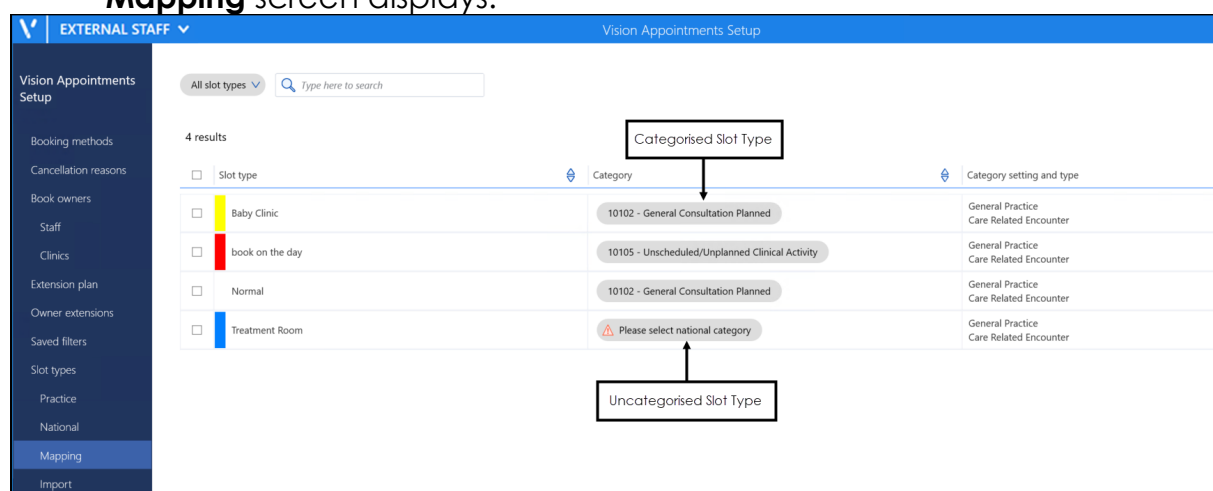 Mapping screen displays.
EXTERNAL STAFF
Vision Appointments Setup
Vision Appointments
Setup
Booking methods
Cancellation reasons
Book owners
Staff
Clinics
Extension plan
Owner extensions
Saved filters
Slot types
Practice
National
Mapping
Import
All slot types
Type here to search
4 results
Categorised Slot Type
Slot type Category Category setting and type
Baby Clinic 10102 - General Consultation Planned General Practice
Care Related Encounter
book on the day 10105 - Unscheduled/Unplanned Clinical Activity General Practice
Care Related Encounter
Normal 10102 - General Consultation Planned General Practice
Care Related Encounter
Treatment Room Please select national category General Practice
Care Related Encounter
Uncategorised Slot Type